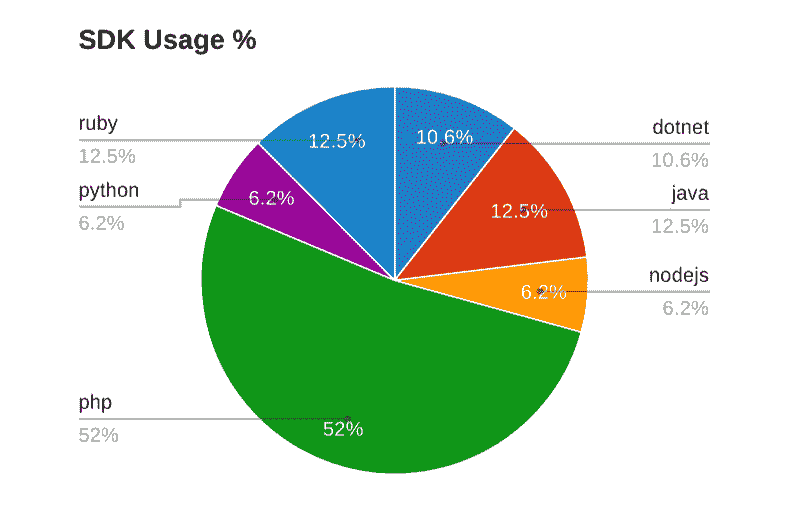 SDK Usage %
ruby
12.5%
python
6.2%
php
52%
12.5%
10.6%
6.2%
12.5%
6.2%
52%
dotnet
10.6%
java
12.5%
nodejs
6.2%